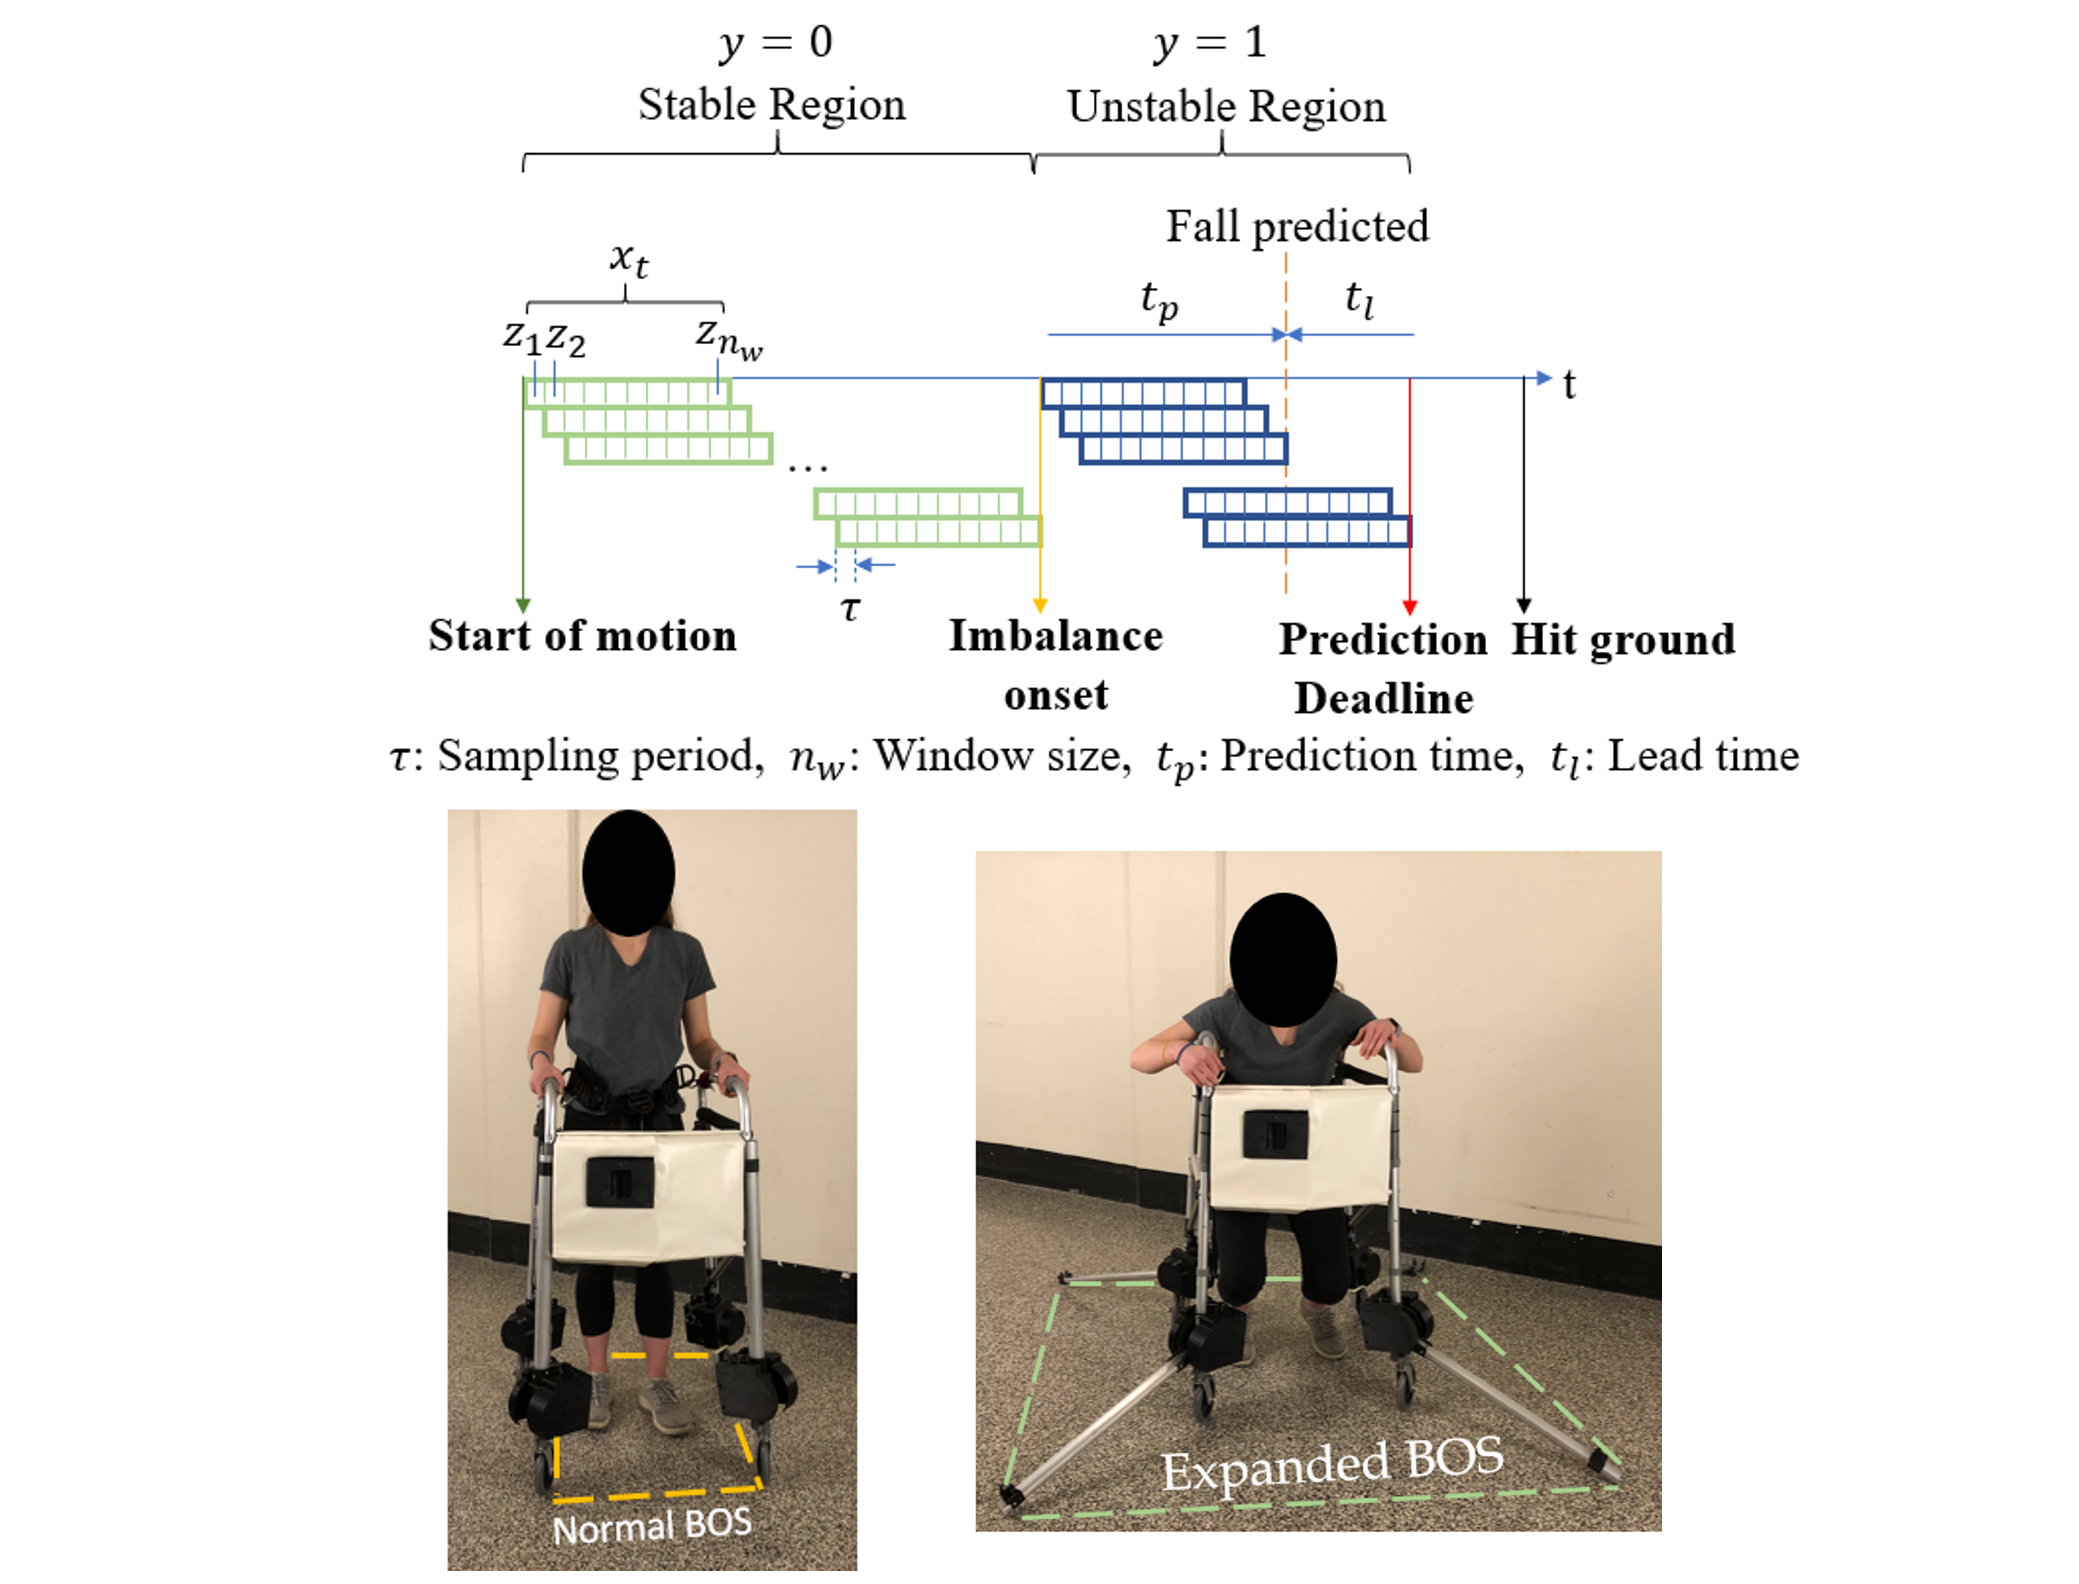 y = 0
y = 1
Stable Region
Unstable Region
Fall predicted
x_t
t_p
t_l
z_1 z_2
z_{n_w}
t
...
τ
Start of motion
Imbalance
onset
Prediction
Deadline
Hit ground
τ: Sampling period, n_w: Window size, t_p: Prediction time, t_l: Lead time
Normal BOS
Expanded BOS